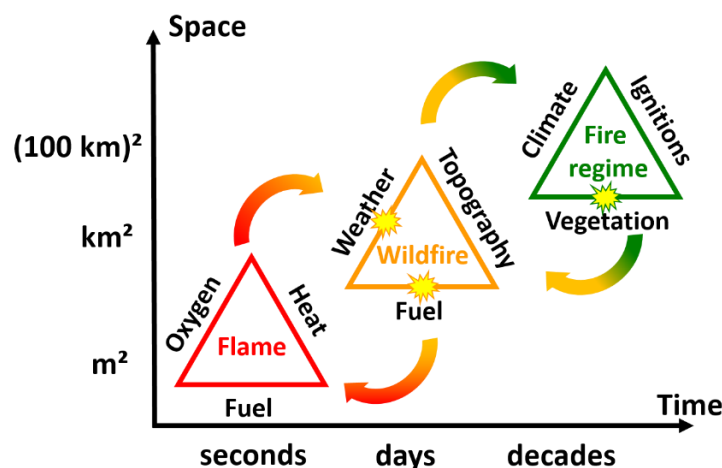 Space
(100 km)²
km²
m²
Oxygen
Heat
Flame
Fuel
Weather
Topography
Wildfire
Fuel
Climate
Ignitions
Fire
regime
Vegetation
Time
seconds
days
decades